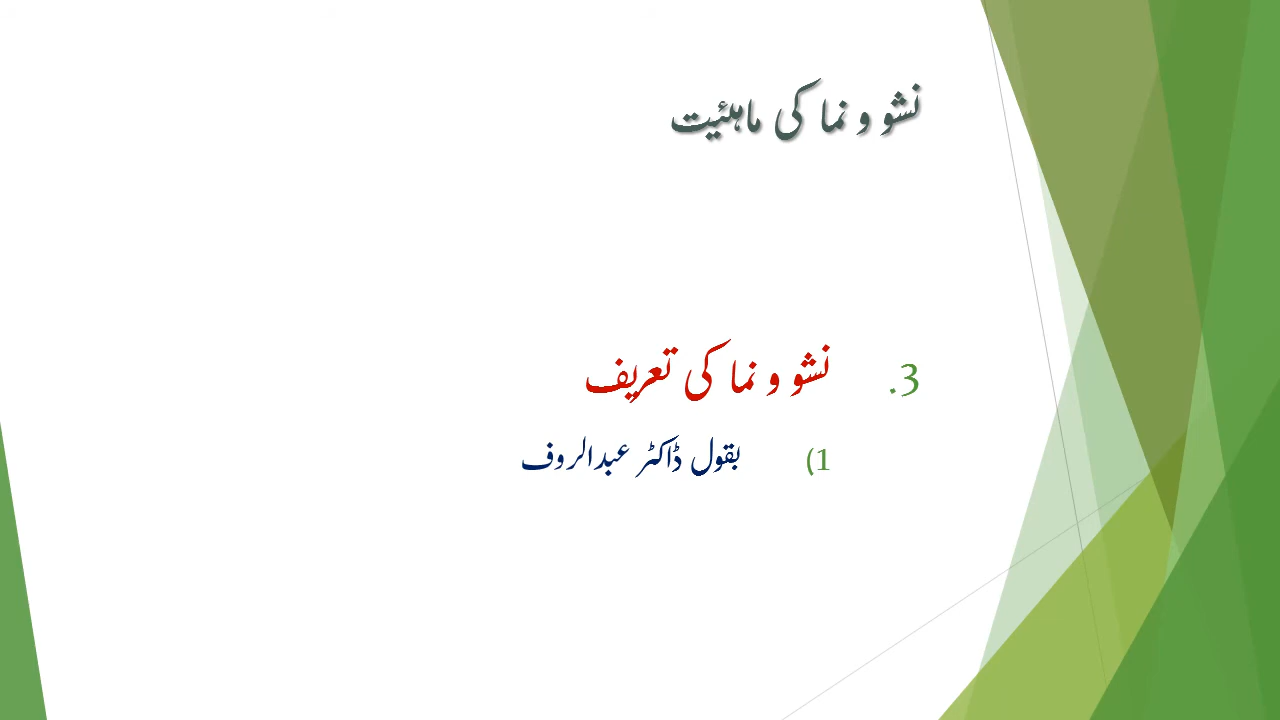 نشو و نما کی ماہئیت
3. نشو و نما کی تعریف
1) بقول ڈاکٹر عبدالروف